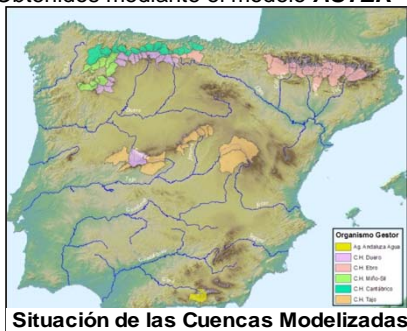 Obtenidos mediante el modelo ASTER
Duero
Organismo Gestor
Ag. Andaluza Agua
C.H. Duero
C.H. Ebro
C.H. Miño-Sil
C.H. Cantábrico
C.H. Tajo
Situación de las Cuencas Modelizadas